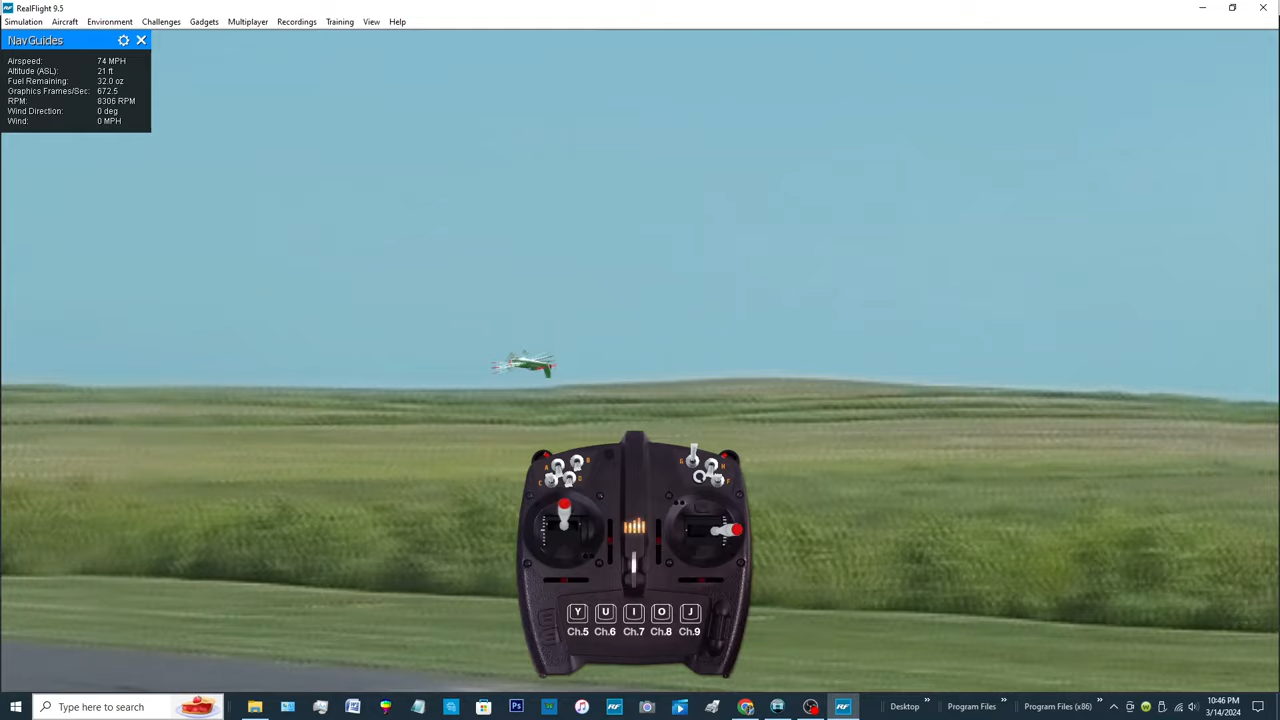 RealFlight 9.5
Simulation Aircraft Environment Challenges Gadgets Multiplayer Recordings Training View Help
NavGuides
Airspeed: 74 MPH
Altitude (ASL): 21 ft
Fuel Remaining: 32.0 oz
Graphics Frames/Sec: 672.5
RPM: 8306 RPM
Wind Direction: 0 deg
Wind: 0 MPH
A B
C D
G H
F
Y U I O J
Ch.5 Ch.6 Ch.7 Ch.8 Ch.9
Type here to search
Desktop
Program Files
Program Files (x86)
10:46 PM
3/14/2024